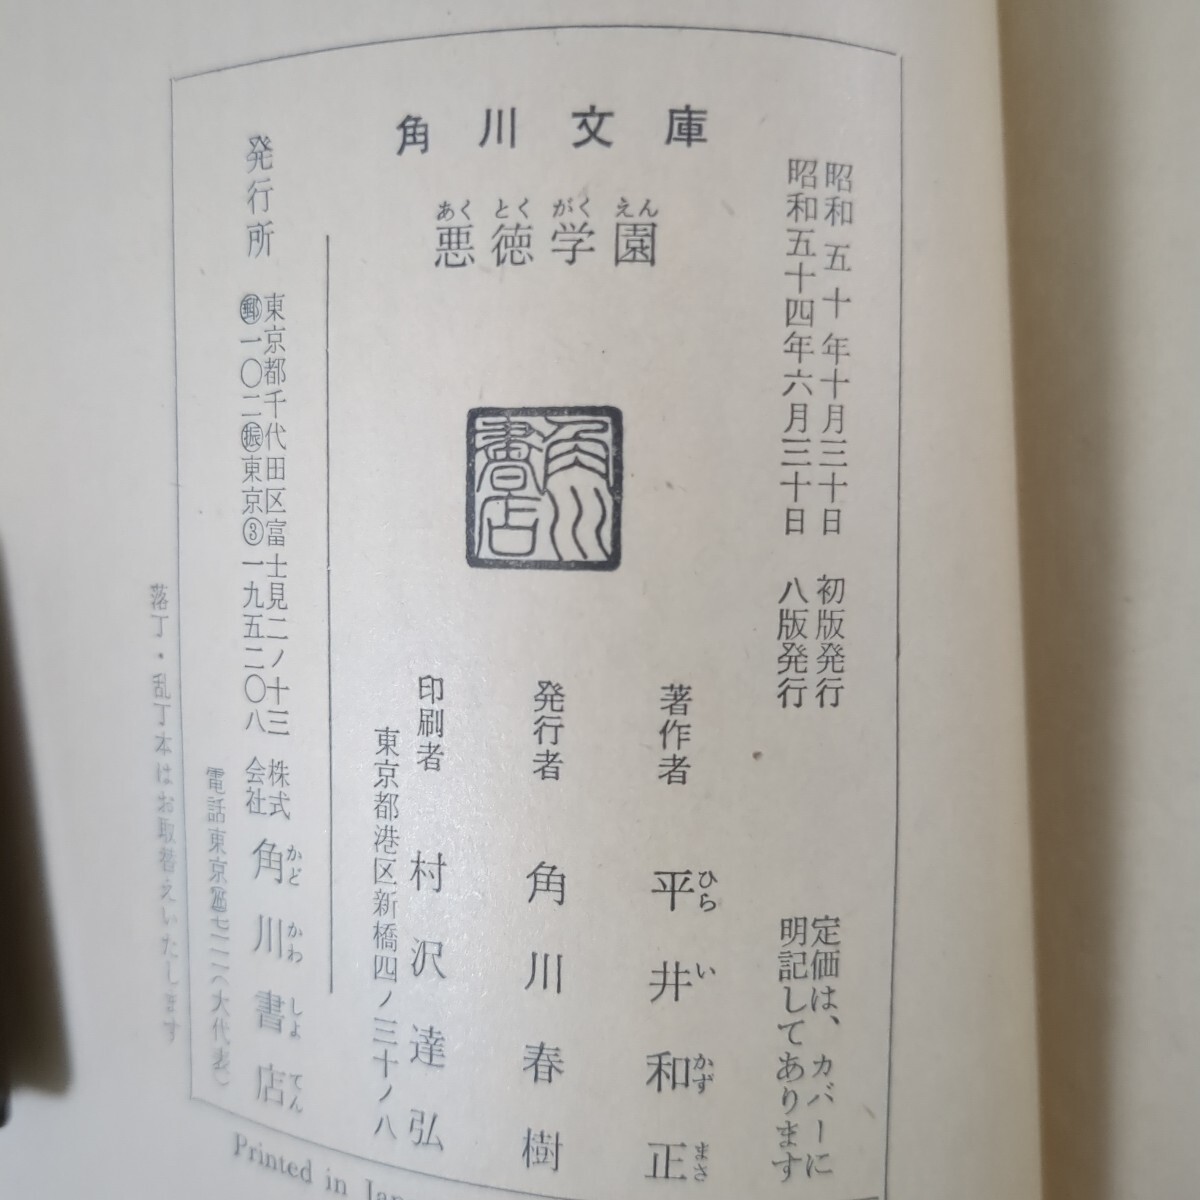 角川文庫
あくとくがくえん
悪徳学園
昭和五十年十月三十日　初版発行
昭和五十四年六月三十日　八版発行
定価は、カバーに
明記してあります
著作者　平井和正
ひらいかずまさ
発行者　角川春樹
印刷者　村沢達弘
東京都港区新橋四ノ三十ノ八
角川書店
発行所
東京都千代田区富士見二ノ十三
㊞一〇二振東京③一九五二〇八
株式会社　角川書店
かどかわしよてん
電話東京 七一一一(大代表)
落丁・乱丁本はお取替えいたします
Printed in